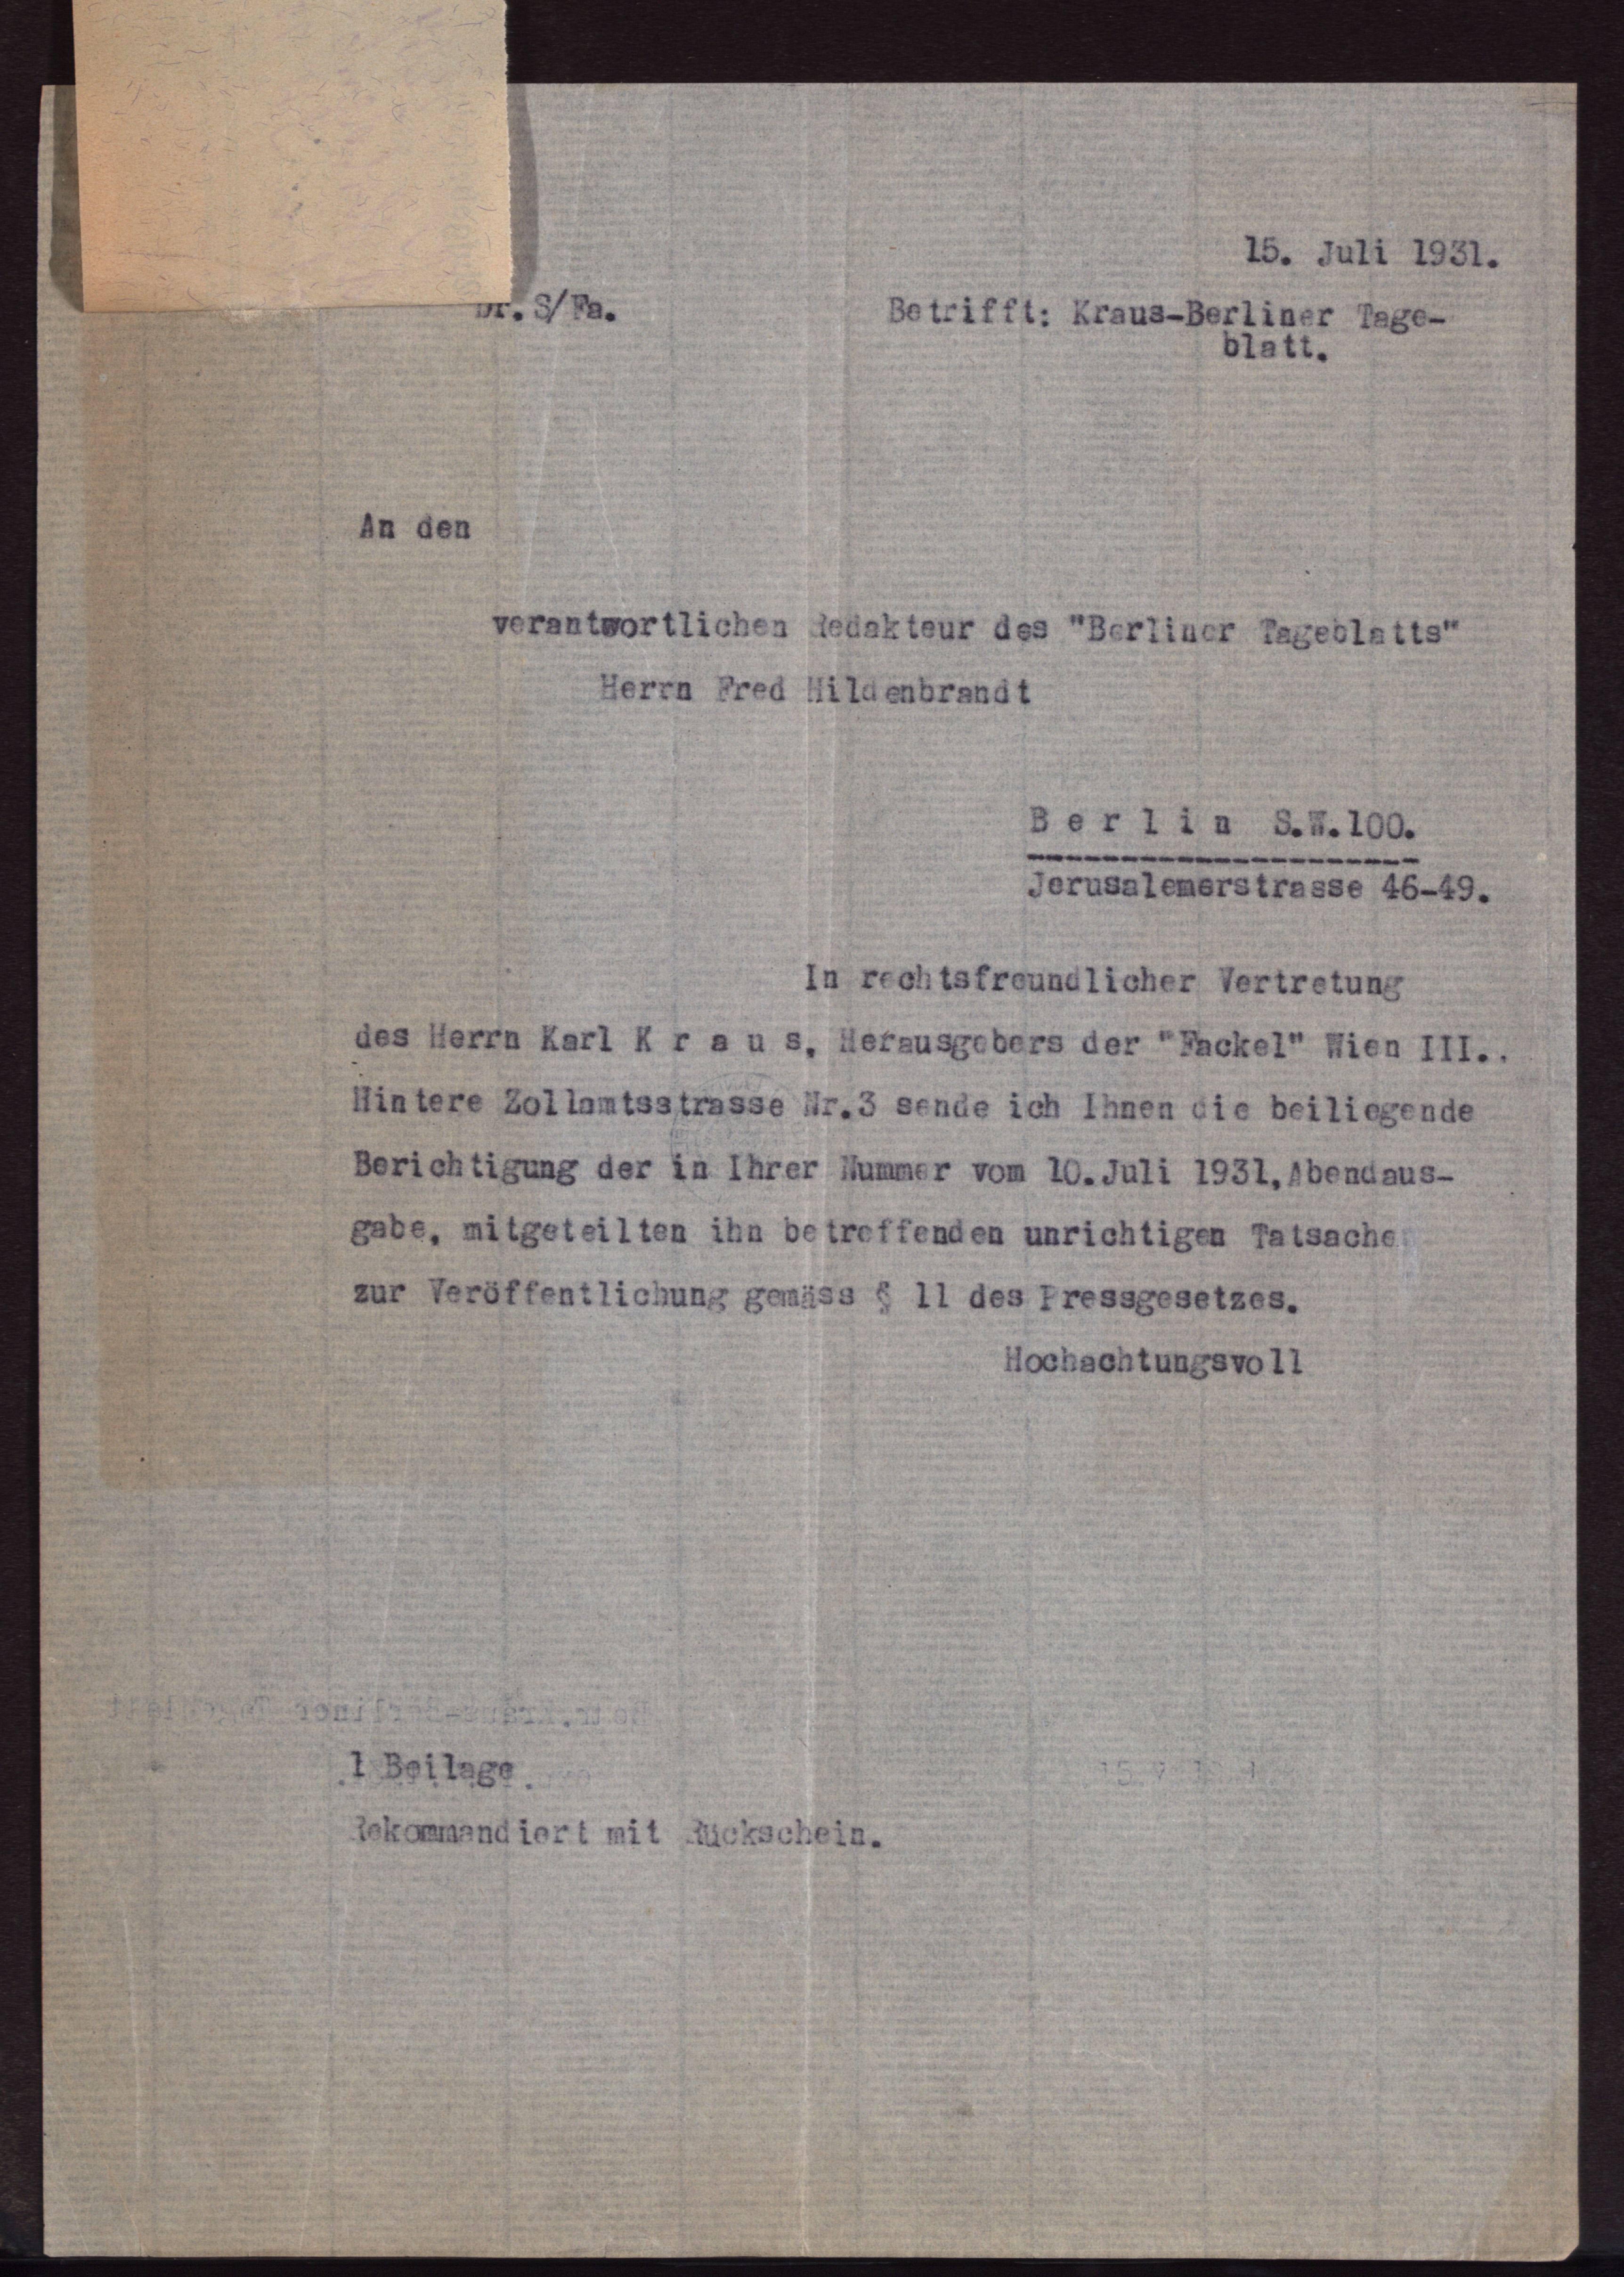 15. Juli 1931.
Dr. S/Fa.
Betrifft: Kraus-Berliner Tage-
blatt.
An den
verantwortlichen Redakteur des "Berliner Tageblatts"
Herrn Fred Hildenbrandt
B e r l i n S.W.100.
Jerusalemerstrasse 46-49.
In rechtsfreundlicher Vertretung
des Herrn Karl K r a u s, Herausgebers der "Fackel" Wien III.,
Hintere Zollamtsstrasse Nr.3 sende ich Ihnen die beiliegende
Berichtigung der in Ihrer Nummer vom 10.Juli 1931, Abendaus-
gabe, mitgeteilten ihn betreffenden unrichtigen Tatsachen
zur Veröffentlichung gemäss § 11 des Pressgesetzes.
Hochachtungsvoll
1 Beilage.
Rekommandiert mit Rückschein.